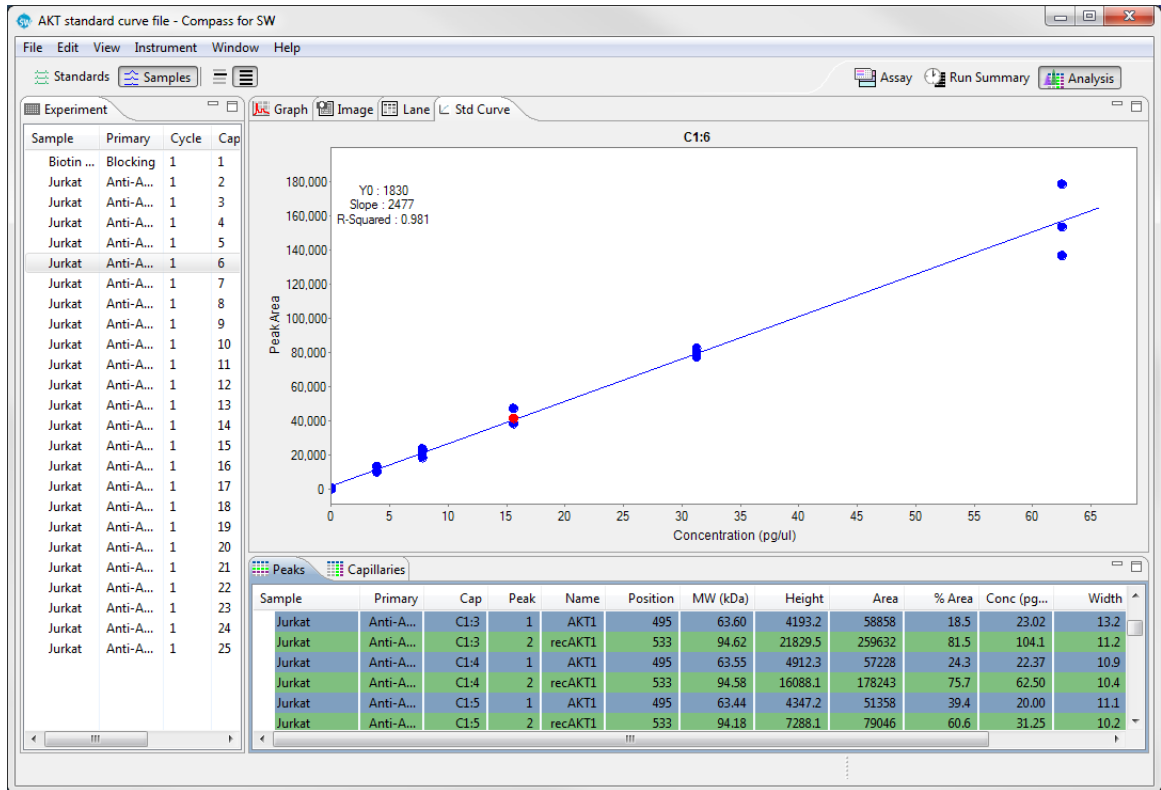 AKT standard curve file - Compass for SW
File Edit View Instrument Window Help
Standards Samples Assay Run Summary Analysis
Experiment
Sample Primary Cycle Cap
Biotin ... Blocking 1 1
Jurkat Anti-A... 1 2
Jurkat Anti-A... 1 3
Jurkat Anti-A... 1 4
Jurkat Anti-A... 1 5
Jurkat Anti-A... 1 6
Jurkat Anti-A... 1 7
Jurkat Anti-A... 1 8
Jurkat Anti-A... 1 9
Jurkat Anti-A... 1 10
Jurkat Anti-A... 1 11
Jurkat Anti-A... 1 12
Jurkat Anti-A... 1 13
Jurkat Anti-A... 1 14
Jurkat Anti-A... 1 15
Jurkat Anti-A... 1 16
Jurkat Anti-A... 1 17
Jurkat Anti-A... 1 18
Jurkat Anti-A... 1 19
Jurkat Anti-A... 1 20
Jurkat Anti-A... 1 21
Jurkat Anti-A... 1 22
Jurkat Anti-A... 1 23
Jurkat Anti-A... 1 24
Jurkat Anti-A... 1 25
Graph Image Lane Std Curve
C1:6
Y0 : 1830
Slope : 2477
R-Squared : 0.981
Peak Area
180,000
160,000
140,000
120,000
100,000
80,000
60,000
40,000
20,000
0
0 5 10 15 20 25 30 35 40 45 50 55 60 65
Concentration (pg/ul)
Peaks Capillaries
Sample Primary Cap Peak Name Position MW (kDa) Height Area % Area Conc (pg... Width
Jurkat Anti-A... C1:3 1 AKT1 495 63.60 4193.2 58858 18.5 23.02 13.2
Jurkat Anti-A... C1:3 2 recAKT1 533 94.62 21829.5 259632 81.5 104.1 11.2
Jurkat Anti-A... C1:4 1 AKT1 495 63.55 4912.3 57228 24.3 22.37 10.9
Jurkat Anti-A... C1:4 2 recAKT1 533 94.58 16088.1 178243 75.7 62.50 10.4
Jurkat Anti-A... C1:5 1 AKT1 495 63.44 4347.2 51358 39.4 20.00 11.1
Jurkat Anti-A... C1:5 2 recAKT1 533 94.18 7288.1 79046 60.6 31.25 10.2